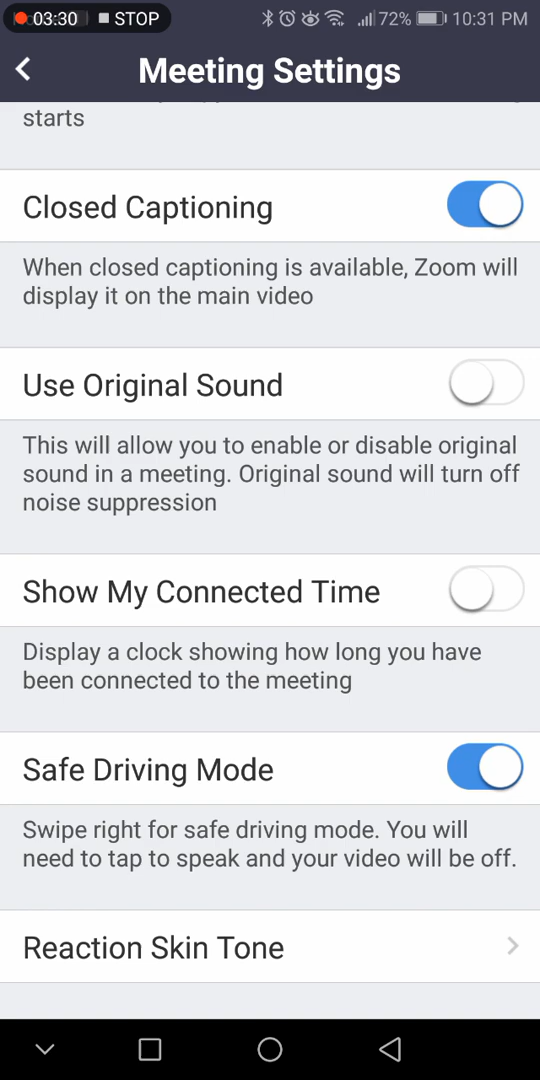 03:30 STOP 72% 10:31 PM
Meeting Settings
starts
Closed Captioning
When closed captioning is available, Zoom will
display it on the main video
Use Original Sound
This will allow you to enable or disable original
sound in a meeting. Original sound will turn off
noise suppression
Show My Connected Time
Display a clock showing how long you have
been connected to the meeting
Safe Driving Mode
Swipe right for safe driving mode. You will
need to tap to speak and your video will be off.
Reaction Skin Tone